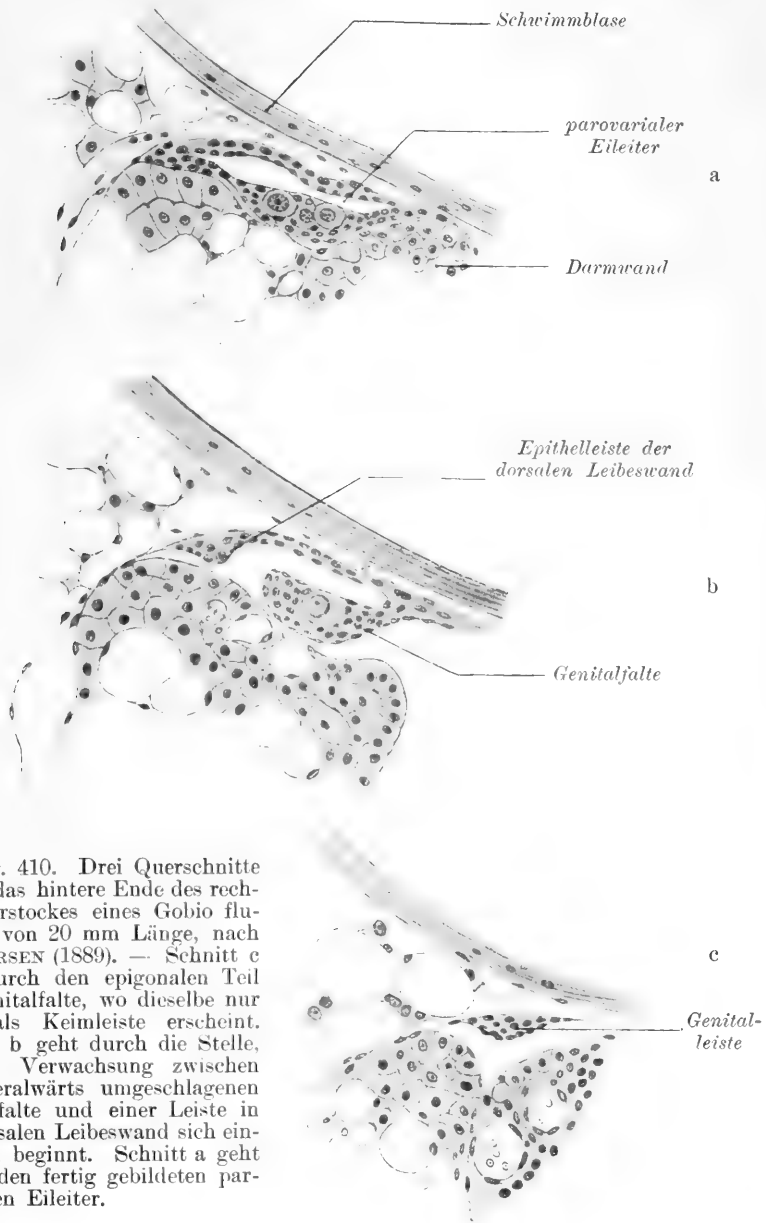 Schwimmblase
parovarialer
Eileiter
a
Darmwand
Epithelleiste der
dorsalen Leibeswand
b
Genitalfalte
c
Genital-
leiste
. 410. Drei Querschnitte
das hintere Ende des rech-
rstockes eines Gobio flu-
von 20 mm Länge, nach
RSEN (1889). — Schnitt c
urch den epigonalen Teil
nitalfalte, wo dieselbe nur
als Keimleiste erscheint.
b geht durch die Stelle,
Verwachsung zwischen
eralwärts umgeschlagenen
falte und einer Leiste in
salen Leibeswand sich ein-
beginnt. Schnitt a geht
den fertig gebildeten par-
en Eileiter.